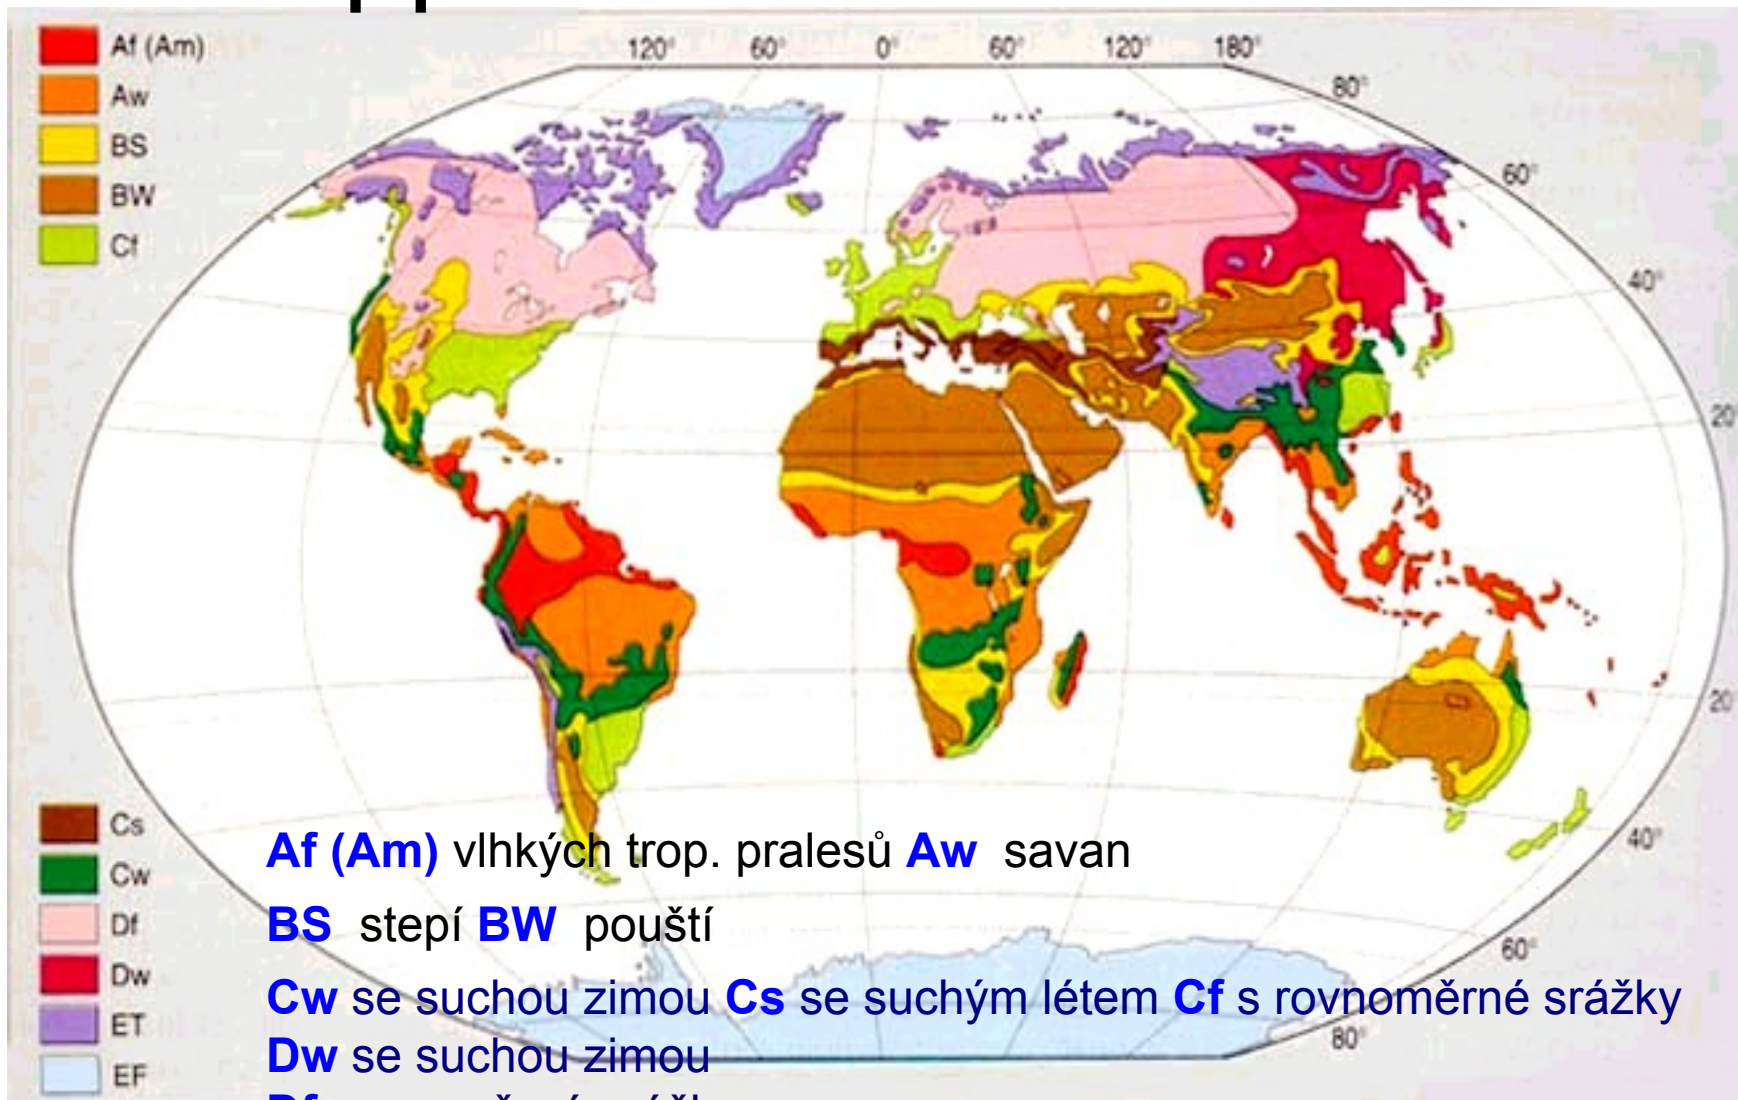 Af (Am)
Aw
BS
BW
Cf
120° 60° 0° 60° 120° 180°
80°
60°
40°
20°
20°
40°
60°
80°
Cs
Cw
Df
Dw
ET
EF
Af (Am) vlhkých trop. pralesů Aw savan
BS stepí BW pouští
Cw se suchou zimou Cs se suchým létem Cf s rovnoměrné srážky
Dw se suchou zimou